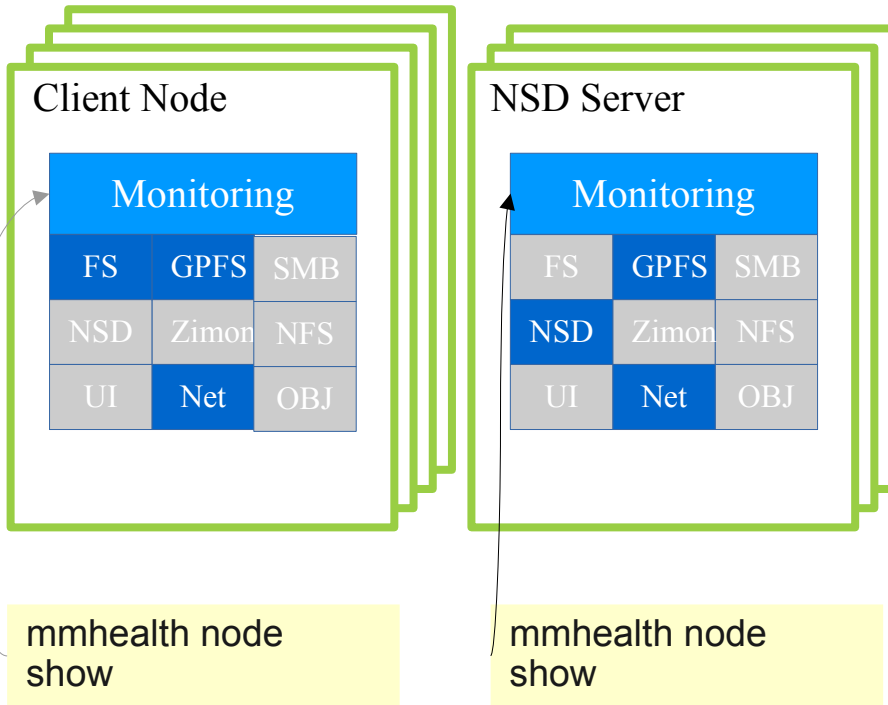 Client Node
Monitoring
FS GPFS SMB
NSD Zimon NFS
UI Net OBJ
mmhealth node
show
NSD Server
Monitoring
FS GPFS SMB
NSD Zimon NFS
UI Net OBJ
mmhealth node
show